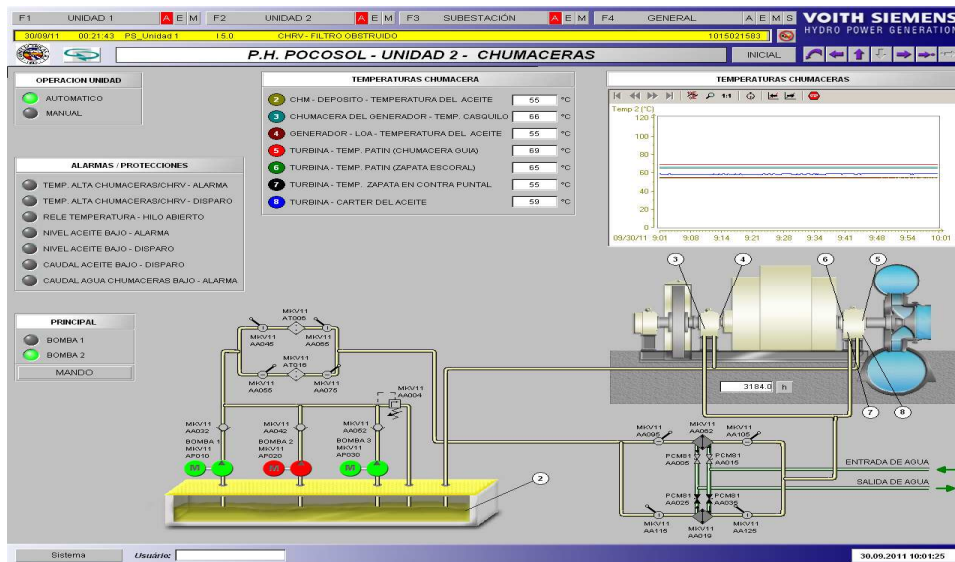 F1 UNIDAD 1 A E M F2 UNIDAD 2 A E M F3 SUBESTACIÓN A E M F4 GENERAL A E M S
VOITH SIEMENS
HYDRO POWER GENERATION
30/09/11 00:21:43 PS_Unidad 1 I 5.0 CHRV - FILTRO OBSTRUIDO 1015021583
P.H. POCOSOL - UNIDAD 2 - CHUMACERAS
INICIAL
OPERACION UNIDAD
AUTOMATICO
MANUAL
ALARMAS / PROTECCIONES
TEMP. ALTA CHUMACERAS/CHRV - ALARMA
TEMP. ALTA CHUMACERAS/CHRV - DISPARO
RELE TEMPERATURA - HILO ABIERTO
NIVEL ACEITE BAJO - ALARMA
NIVEL ACEITE BAJO - DISPARO
CAUDAL ACEITE BAJO - DISPARO
CAUDAL AGUA CHUMACERAS BAJO - ALARMA
PRINCIPAL
BOMBA 1
BOMBA 2
MANDO
TEMPERATURAS CHUMACERA
2 CHM - DEPOSITO - TEMPERATURA DEL ACEITE 55 °C
3 CHUMACERA DEL GENERADOR - TEMP. CASQUILO 66 °C
4 GENERADOR - LOA - TEMPERATURA DEL ACEITE 55 °C
5 TURBINA - TEMP. PATIN (CHUMACERA GUIA) 69 °C
6 TURBINA - TEMP. PATIN (ZAPATA ESCORAL) 65 °C
7 TURBINA - TEMP. ZAPATA EN CONTRA PUNTAL 55 °C
8 TURBINA - CARTER DEL ACEITE 59 °C
TEMPERATURAS CHUMACERAS
1:1
Temp 2 (°C)
120
100
80
60
40
20
0
09/30/11 9:01 9:08 9:14 9:21 9:28 9:34 9:41 9:48 9:54 10:01
3 4 6 5
3184.0 h
7 8
MKV11 AT006
MKV11 AA045
MKV11 AA065
MKV11 AT016
MKV11 AA055
MKV11 AA075
MKV11 AA004
MKV11 AA032
MKV11 AA042
MKV11 AA052
BOMBA 1 MKV11 AP010
BOMBA 2 MKV11 AP020
BOMBA 3 MKV11 AP030
M M M
2
MKV11 AA095
MKV11 AA062
MKV11 AA105
PCM81 AA005
PCM81 AA015
ENTRADA DE AGUA
SALIDA DE AGUA
PCM81 AA025
PCM81 AA035
MKV11 AA115
MKV11 AA019
MKV11 AA125
Sistema Usuário: 30.09.2011 10:01:25